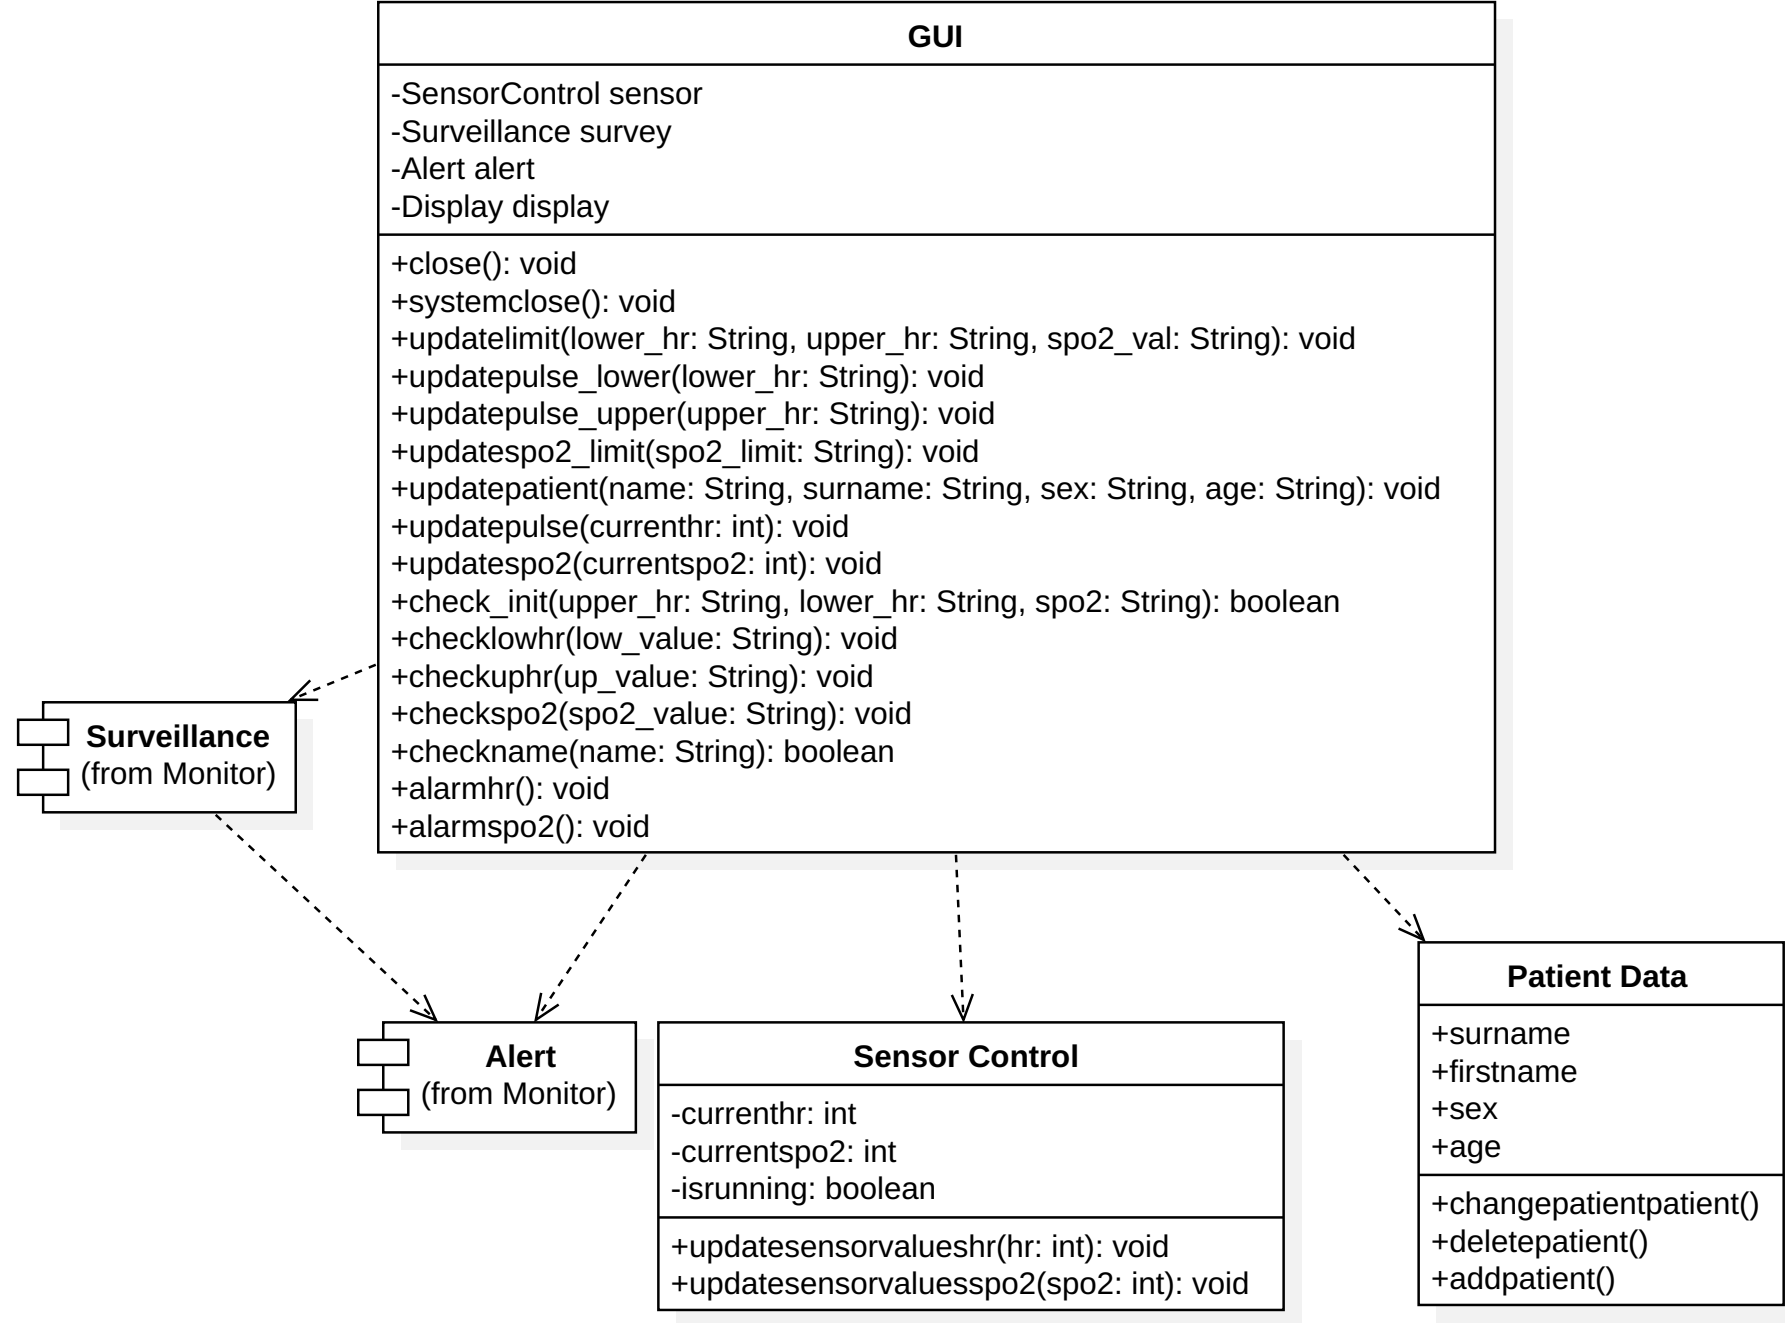 GUI
-SensorControl sensor
-Surveillance survey
-Alert alert
-Display display
+close(): void
+systemclose(): void
+updatelimit(lower_hr: String, upper_hr: String, spo2_val: String): void
+updatepulse_lower(lower_hr: String): void
+updatepulse_upper(upper_hr: String): void
+updatespo2_limit(spo2_limit: String): void
+updatepatient(name: String, surname: String, sex: String, age: String): void
+updatepulse(currenthr: int): void
+updatespo2(currentspo2: int): void
+check_init(upper_hr: String, lower_hr: String, spo2: String): boolean
+checklowhr(low_value: String): void
+checkuphr(up_value: String): void
+checkspo2(spo2_value: String): void
+checkname(name: String): boolean
+alarmhr(): void
+alarmspo2(): void
Surveillance
(from Monitor)
Alert
(from Monitor)
Sensor Control
-currenthr: int
-currentspo2: int
-isrunning: boolean
+updatesensorvalueshr(hr: int): void
+updatesensorvaluesspo2(spo2: int): void
Patient Data
+surname
+firstname
+sex
+age
+changepatientpatient()
+deletepatient()
+addpatient()